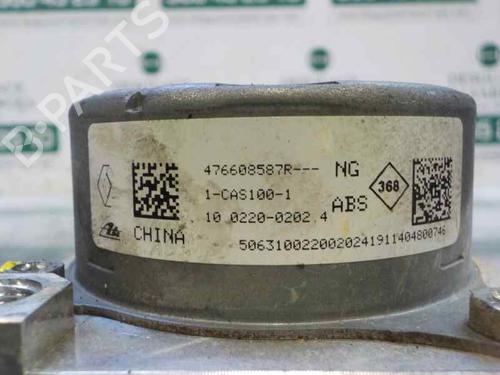 476608587R--- NG
1-CAS100-1
368
10.0220-0202.4 ABS
CHINA
5063100220020241911404800746
B-PARTS